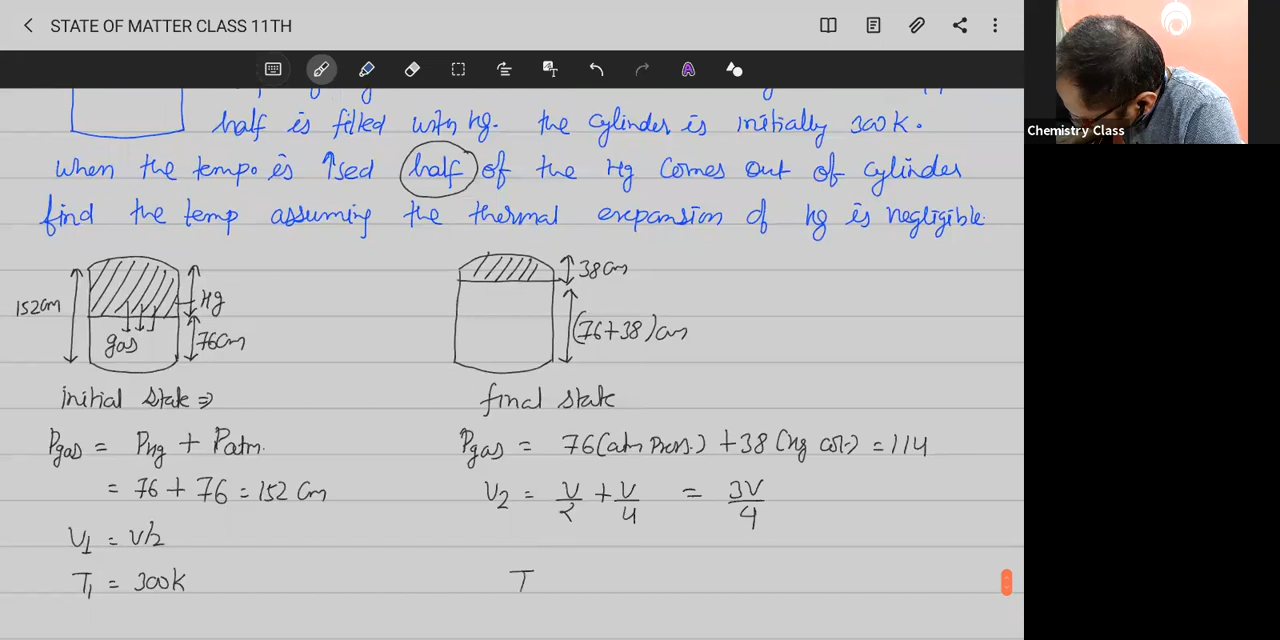 STATE OF MATTER CLASS 11TH
Chemistry Class
half is filled with Hg. the cylinder is initially 300K.
when the tempo is ↑sed half of the Hg comes out of cylinder
find the temp assuming the thermal expansion of hg is negligible.
152cm
Hg
gas
76cm
38cm
(76+38)cm
initial state ⇒
final state
Pgas = PHg + Patm.
= 76 + 76 = 152 cm
V1 = V/2
T1 = 300K
Pgas = 76(atm Press.) + 38(Hg col.) = 114
V2 = V/2 + V/4 = 3V/4
T